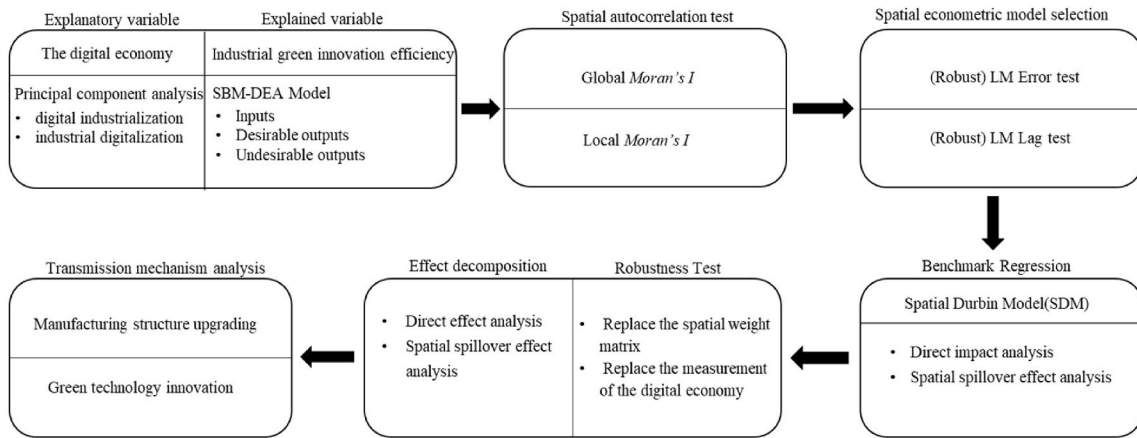 Explanatory variable
Explained variable
The digital economy
Industrial green innovation efficiency
Principal component analysis
• digital industrialization
• industrial digitalization
SBM-DEA Model
• Inputs
• Desirable outputs
• Undesirable outputs
Spatial autocorrelation test
Global Moran's I
Local Moran's I
Spatial econometric model selection
(Robust) LM Error test
(Robust) LM Lag test
Benchmark Regression
Spatial Durbin Model(SDM)
• Direct impact analysis
• Spatial spillover effect analysis
Effect decomposition
• Direct effect analysis
• Spatial spillover effect
analysis
Robustness Test
• Replace the spatial weight
matrix
• Replace the measurement
of the digital economy
Transmission mechanism analysis
Manufacturing structure upgrading
Green technology innovation